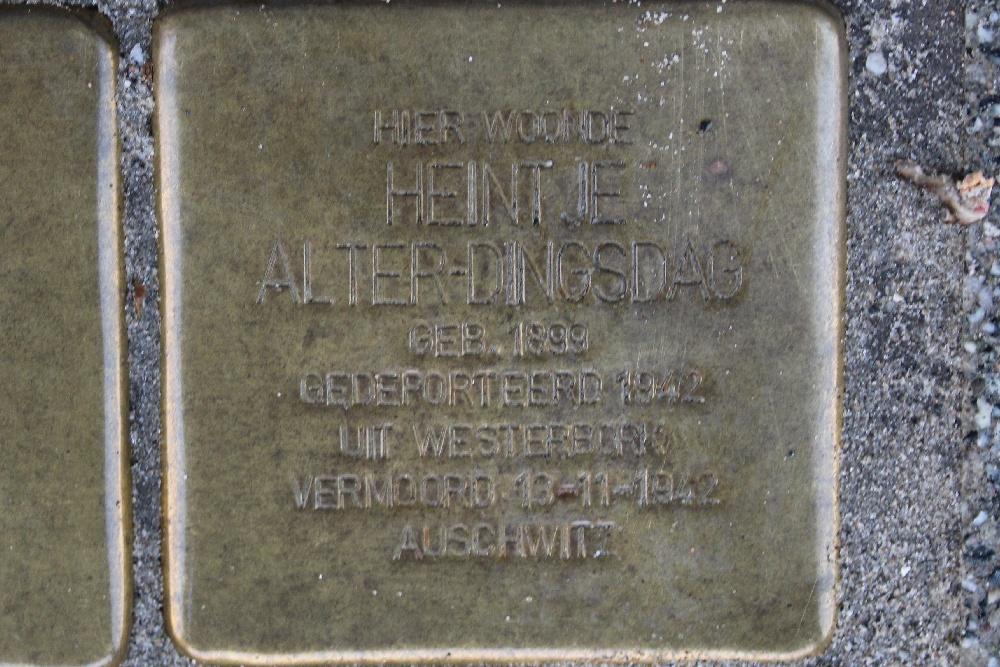 HIER WOONDE
HEINTJE
ALTER-DINGSDAG
GEB. 1899
GEDEPORTEERD 1942
UIT WESTERBORK
VERMOORD 13-11-1942
AUSCHWITZ